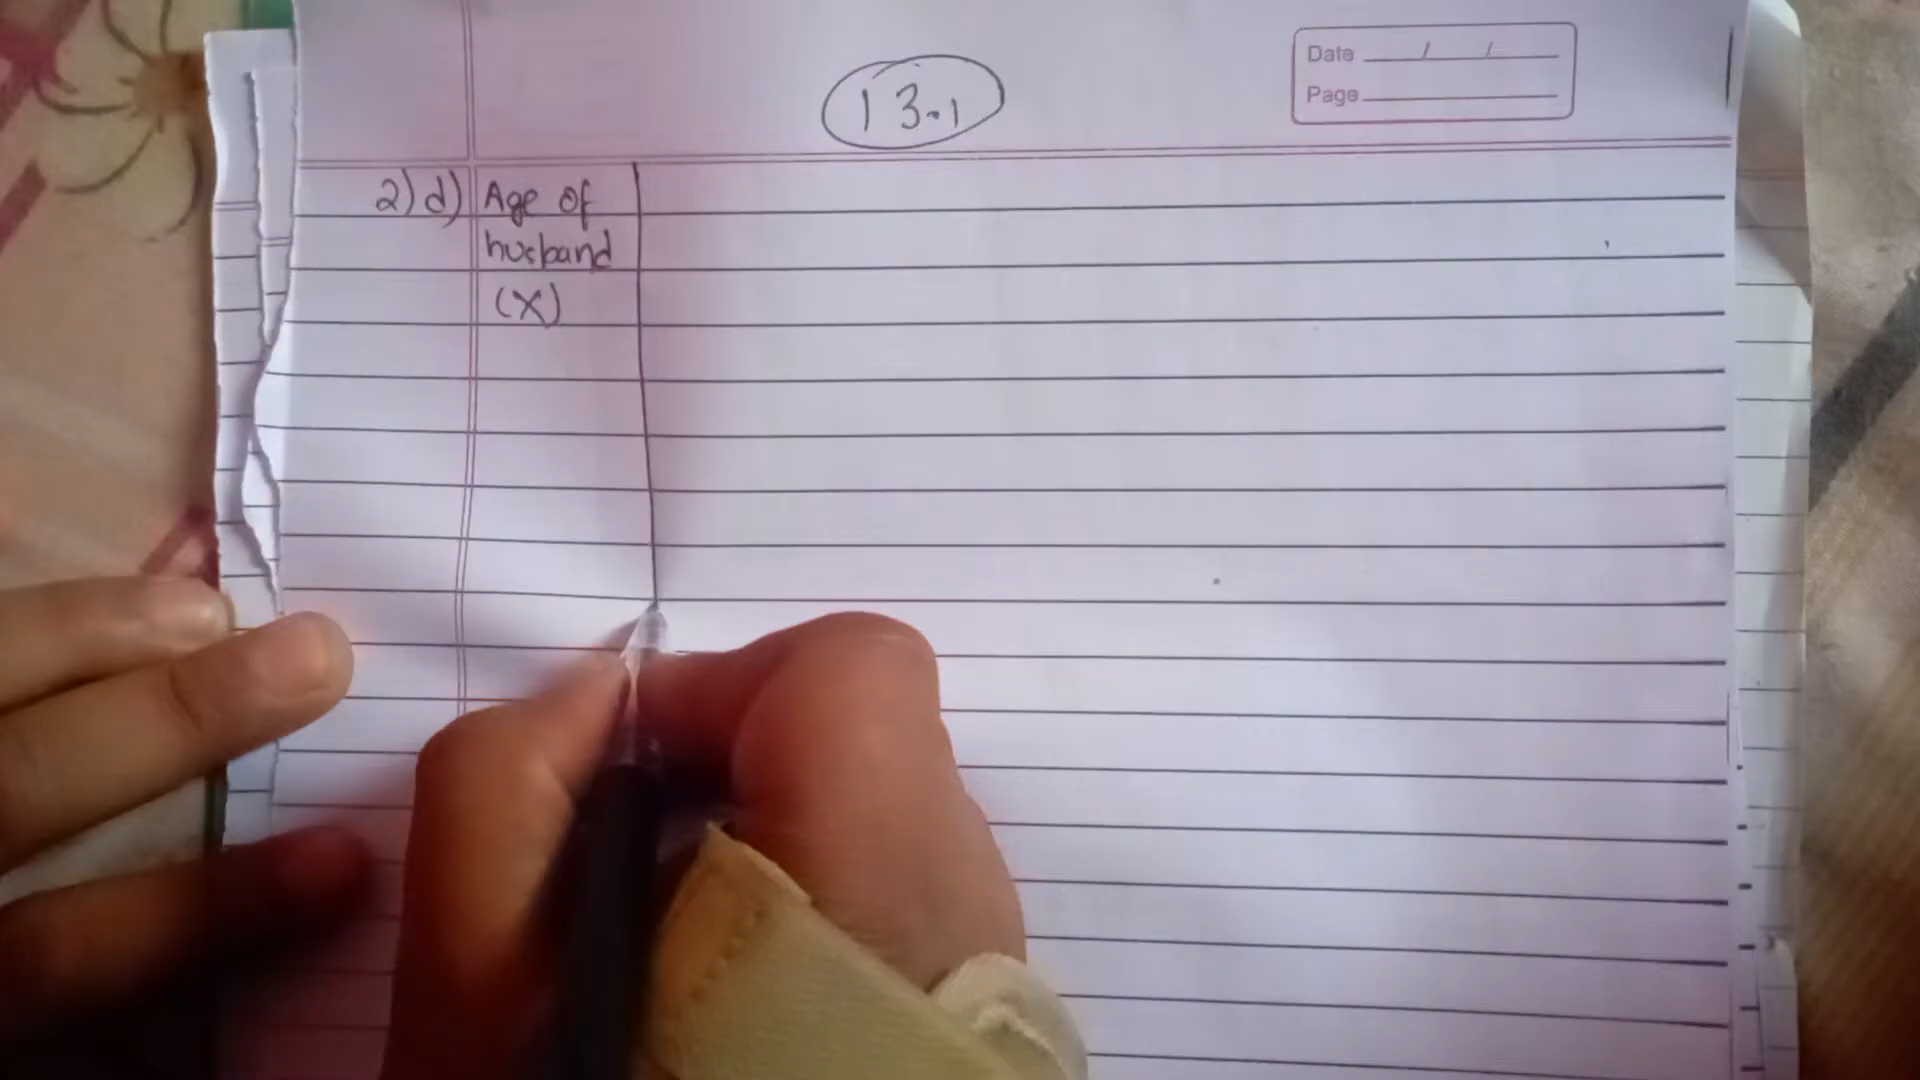 13.1
Date / /
Page
2) d) Age of
husband
(X)